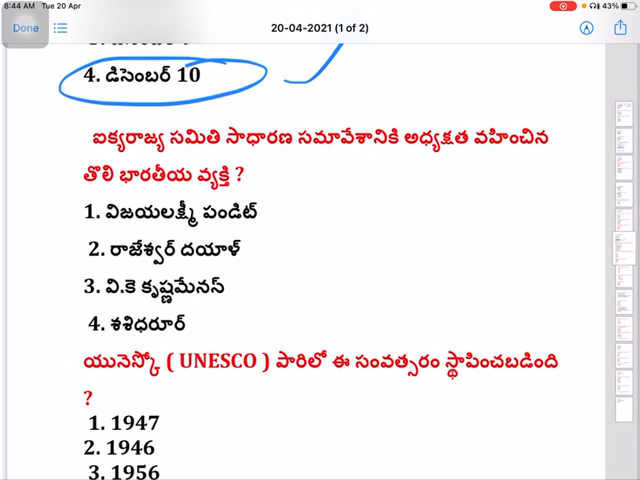 8:44 AM Tue 20 Apr
43%
Done
20-04-2021 (1 of 2)
4. డిసెంబర్ 10
ఐక్యరాజ్య సమితి సాధారణ సమావేశానికి అధ్యక్షత వహించిన
తొలి భారతీయ వ్యక్తి ?
1. విజయలక్ష్మీ పండిట్
2. రాజేశ్వర్ దయాళ్
3. వి.కె కృష్ణమేనన్
4. శశిధరూర్
యునెస్కో ( UNESCO ) పారిలో ఈ సంవత్సరం స్థాపించబడింది
?
1. 1947
2. 1946
3. 1956